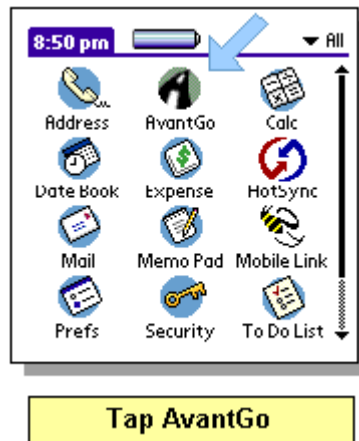 8:50 pm All
Address AvantGo Calc
Date Book Expense HotSync
Mail Memo Pad Mobile Link
Prefs Security To Do List
Tap AvantGo